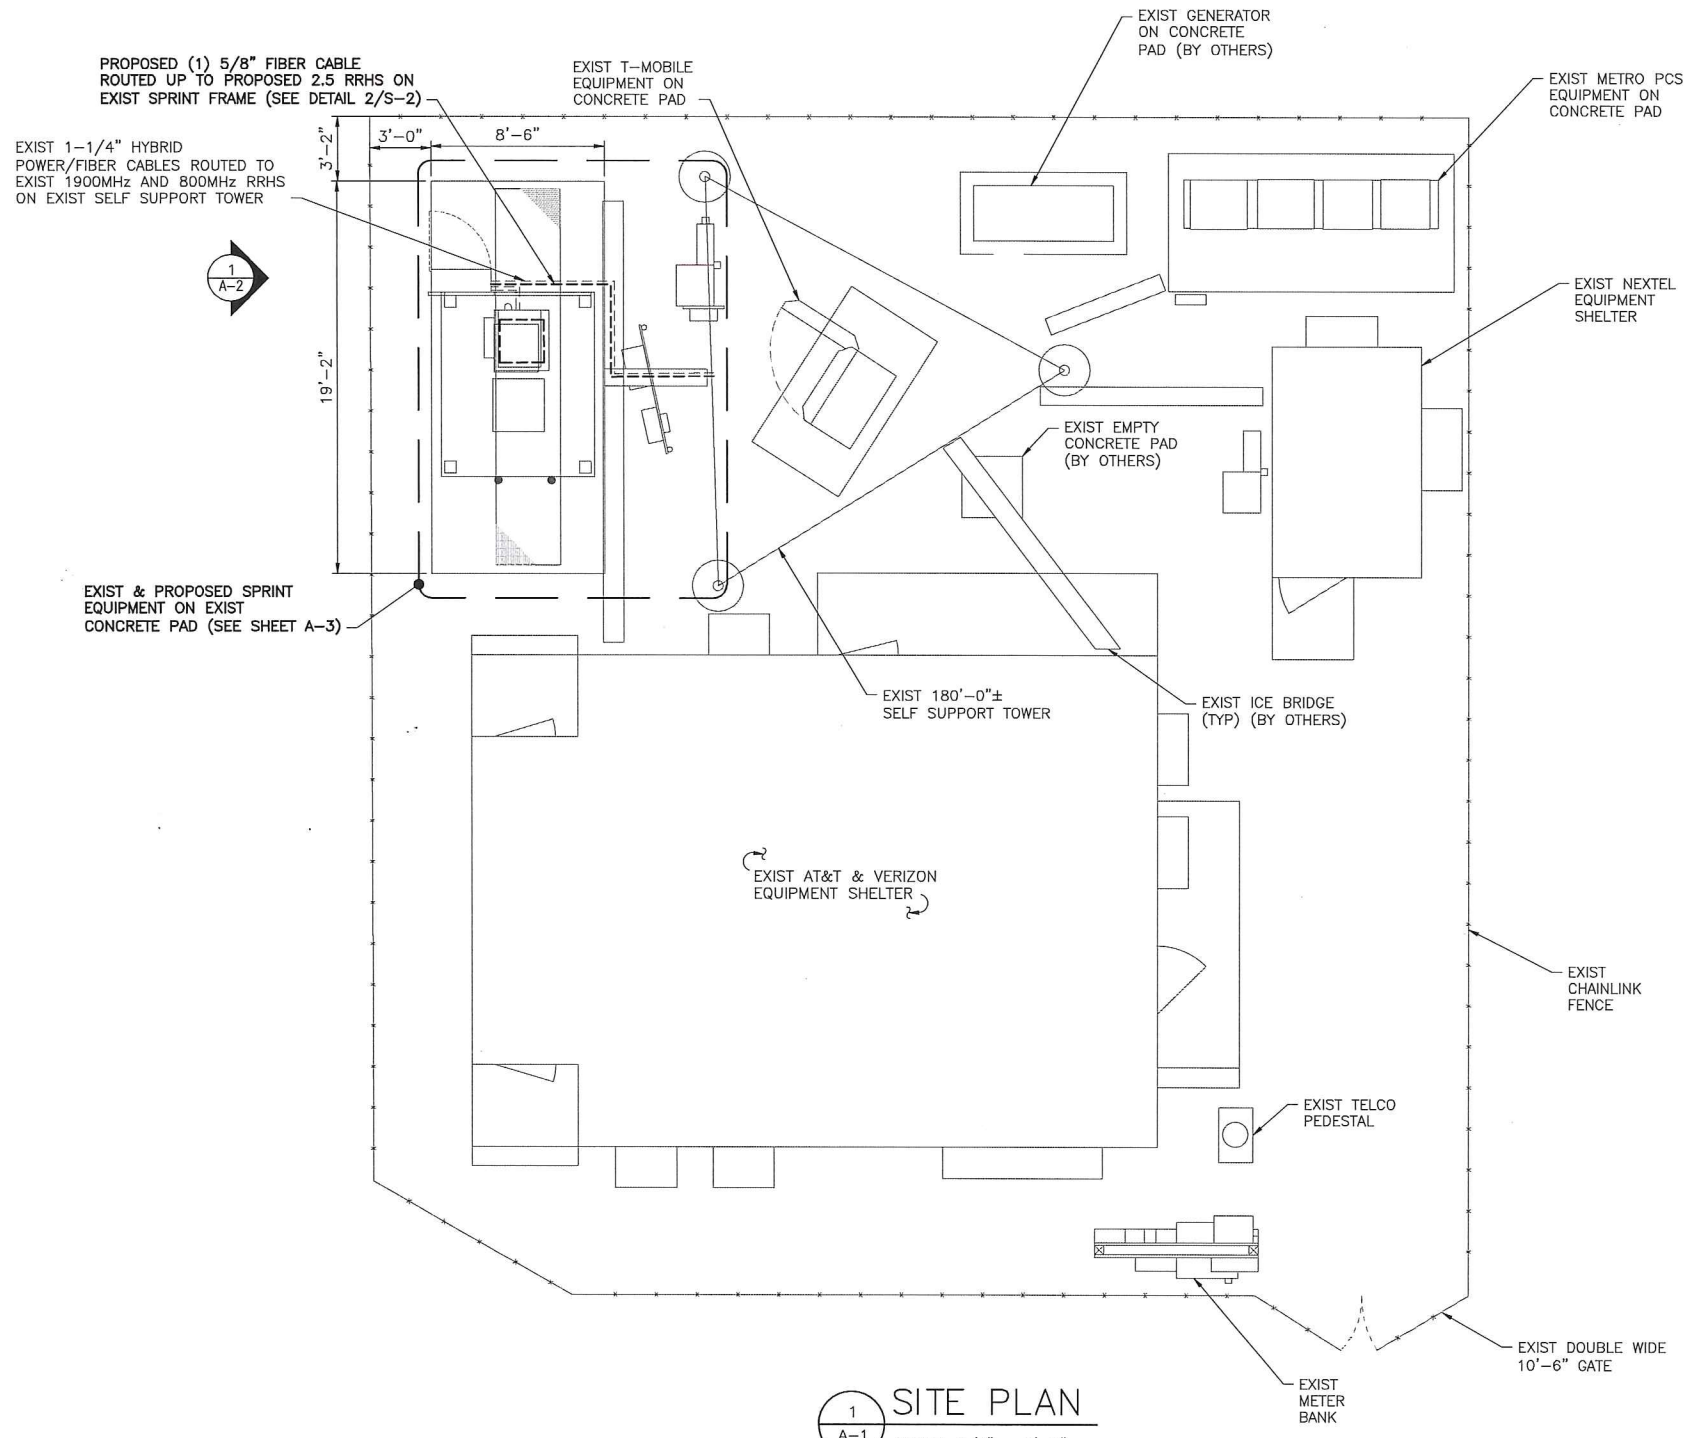 EXIST GENERATOR
ON CONCRETE
PAD (BY OTHERS)
PROPOSED (1) 5/8" FIBER CABLE
ROUTED UP TO PROPOSED 2.5 RRHS ON
EXIST SPRINT FRAME (SEE DETAIL 2/S-2)
EXIST T-MOBILE
EQUIPMENT ON
CONCRETE PAD
EXIST METRO PCS
EQUIPMENT ON
CONCRETE PAD
3'-2"
3'-0"
8'-6"
EXIST 1-1/4" HYBRID
POWER/FIBER CABLES ROUTED TO
EXIST 1900MHz AND 800MHz RRHS
ON EXIST SELF SUPPORT TOWER
1
A-2
EXIST NEXTEL
EQUIPMENT
SHELTER
19'-2"
EXIST EMPTY
CONCRETE PAD
(BY OTHERS)
EXIST & PROPOSED SPRINT
EQUIPMENT ON EXIST
CONCRETE PAD (SEE SHEET A-3)
EXIST 180'-0"±
SELF SUPPORT TOWER
EXIST ICE BRIDGE
(TYP) (BY OTHERS)
EXIST AT&T & VERIZON
EQUIPMENT SHELTER
EXIST
CHAINLINK
FENCE
EXIST TELCO
PEDESTAL
EXIST DOUBLE WIDE
10'-6" GATE
EXIST
METER
BANK
1
A-1
SITE PLAN